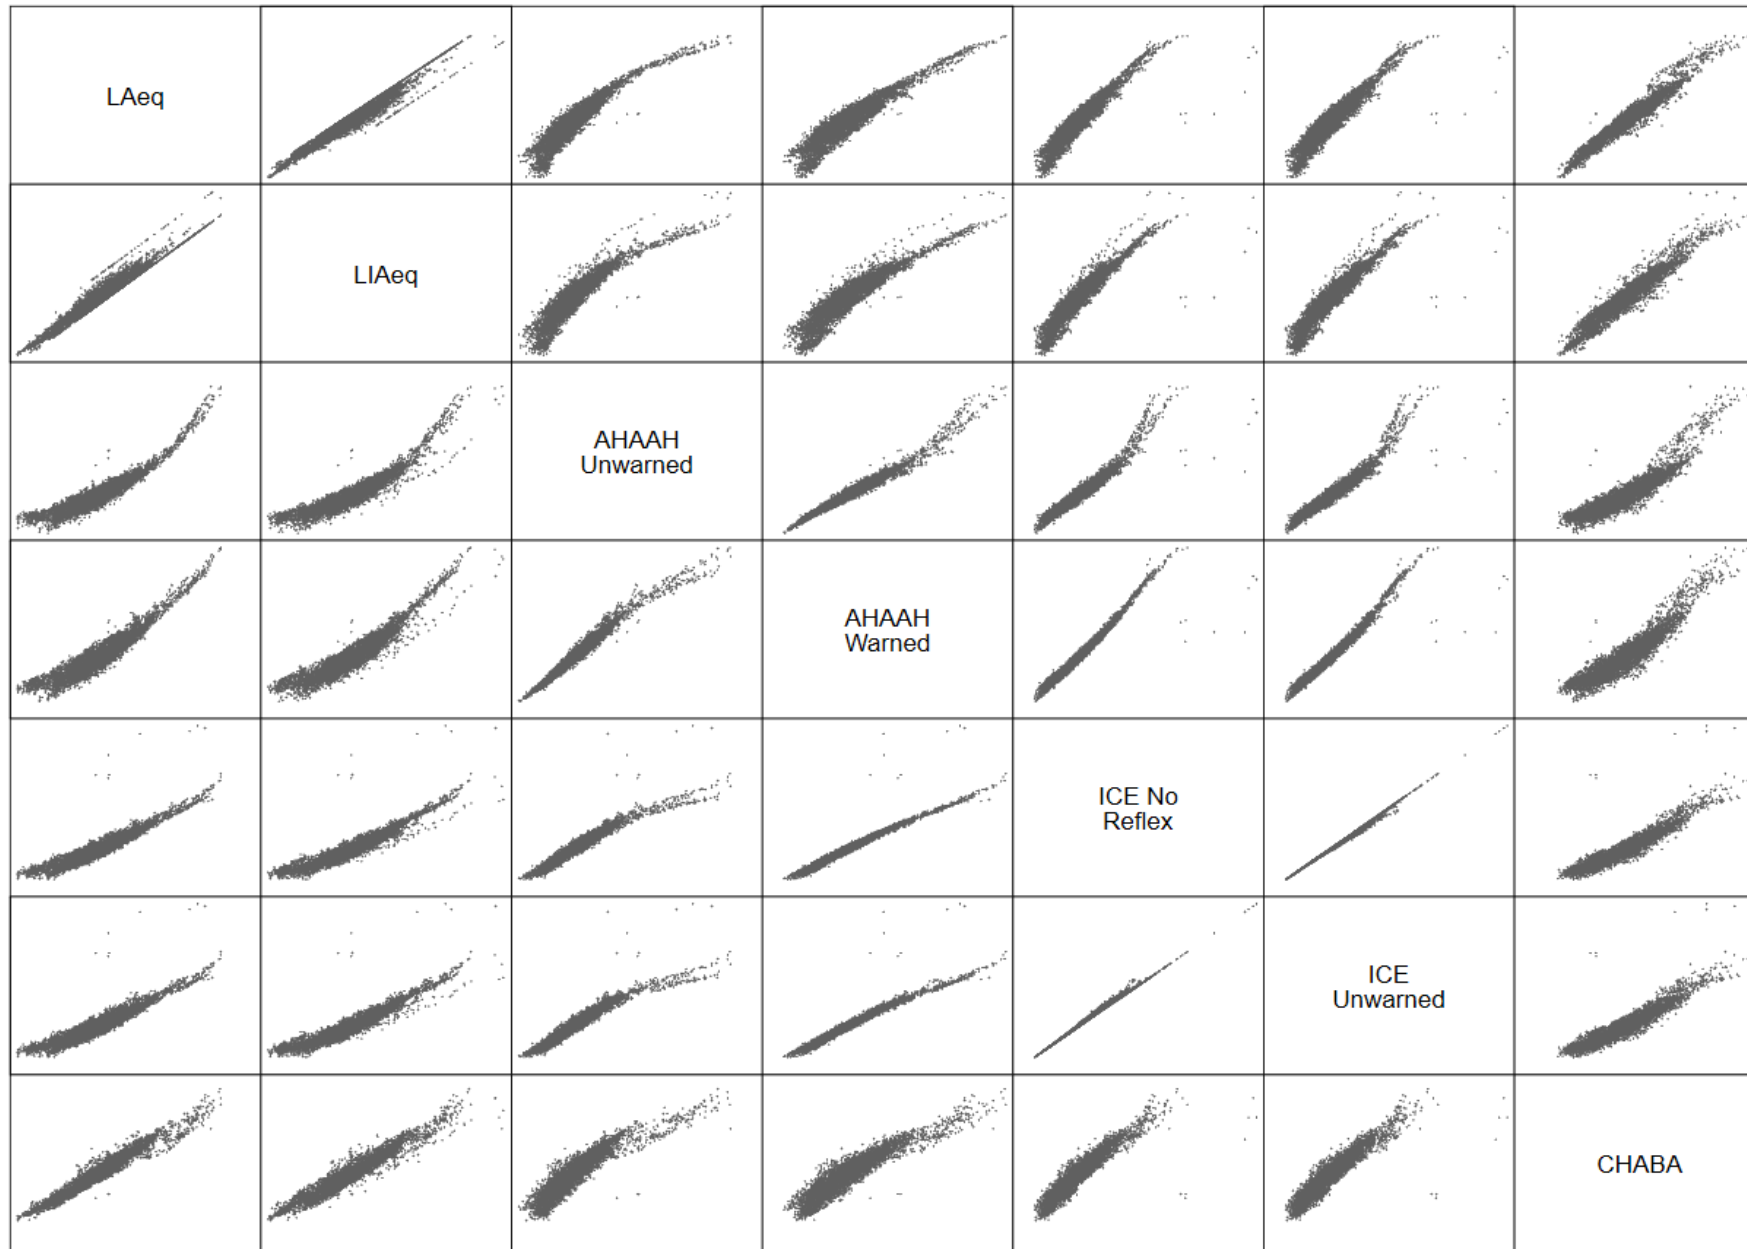 LAeq
LIAeq
AHAAH
Unwarned
AHAAH
Warned
ICE No
Reflex
ICE
Unwarned
CHABA